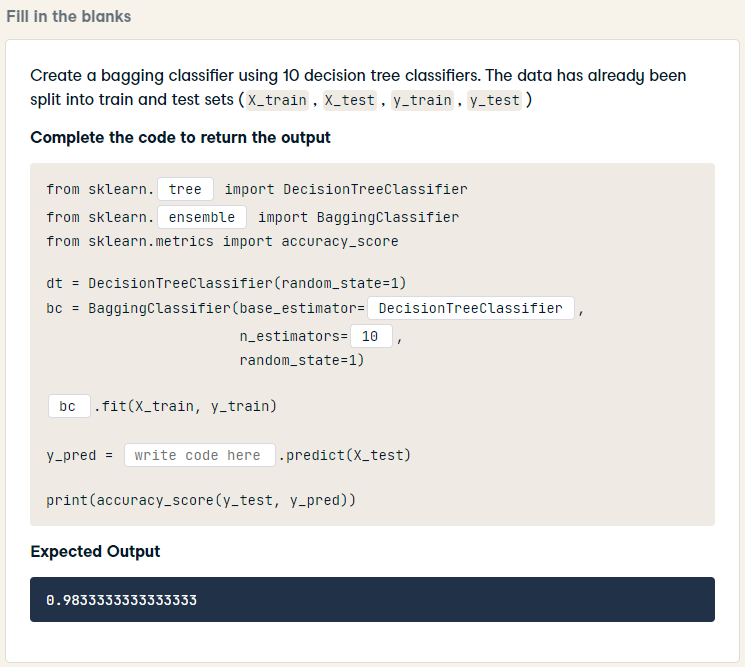 Fill in the blanks
Create a bagging classifier using 10 decision tree classifiers. The data has already been
split into train and test sets ( X_train , X_test , y_train , y_test )
Complete the code to return the output
from sklearn. tree import DecisionTreeClassifier
from sklearn. ensemble import BaggingClassifier
from sklearn.metrics import accuracy_score
dt = DecisionTreeClassifier(random_state=1)
bc = BaggingClassifier(base_estimator= DecisionTreeClassifier ,
n_estimators= 10 ,
random_state=1)
bc .fit(X_train, y_train)
y_pred = write code here .predict(X_test)
print(accuracy_score(y_test, y_pred))
Expected Output
0.9833333333333333